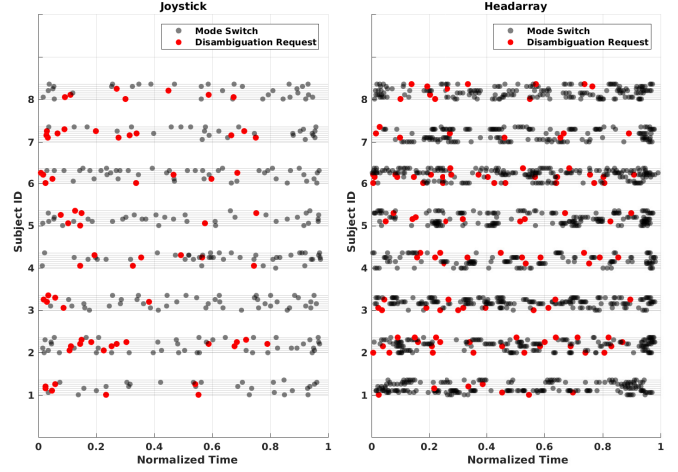 Joystick
Mode Switch
Disambiguation Request
8
7
6
5
4
3
2
1
Subject ID
0
0.2
0.4
0.6
0.8
1
Normalized Time
Headarray
Mode Switch
Disambiguation Request
8
7
6
5
4
3
2
1
Subject ID
0
0.2
0.4
0.6
0.8
1
Normalized Time